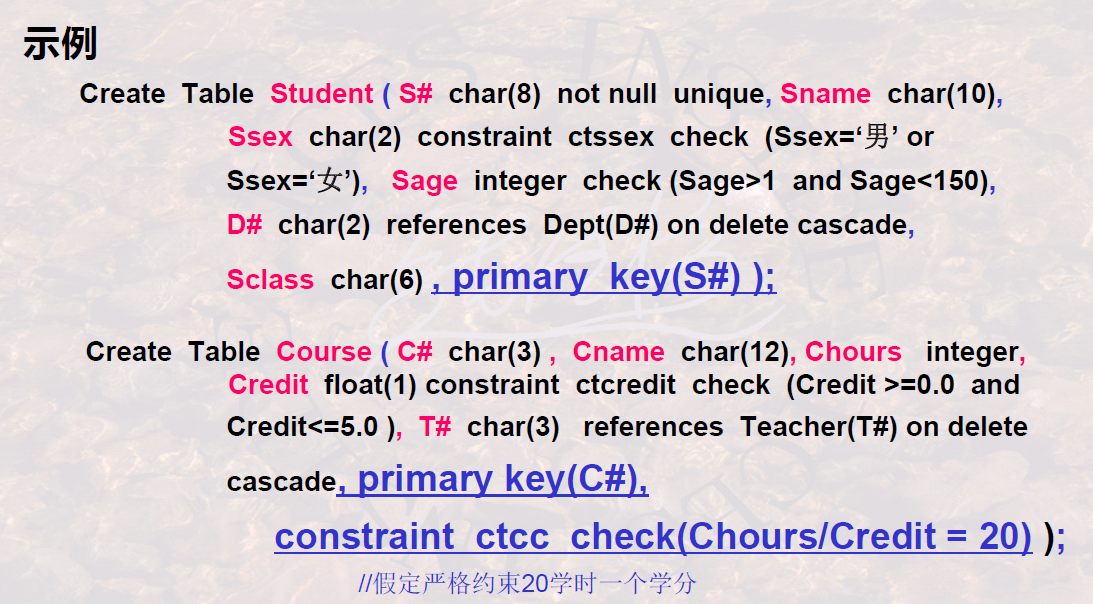 示例
Create Table Student ( S# char(8) not null unique, Sname char(10),
Ssex char(2) constraint ctssex check (Ssex=‘男’ or
Ssex=‘女’), Sage integer check (Sage>1 and Sage<150),
D# char(2) references Dept(D#) on delete cascade,
Sclass char(6) , primary key(S#) );
Create Table Course ( C# char(3) , Cname char(12), Chours integer,
Credit float(1) constraint ctcredit check (Credit >=0.0 and
Credit<=5.0 ), T# char(3) references Teacher(T#) on delete
cascade, primary key(C#),
constraint ctcc check(Chours/Credit = 20) );
//假定严格约束20学时一个学分